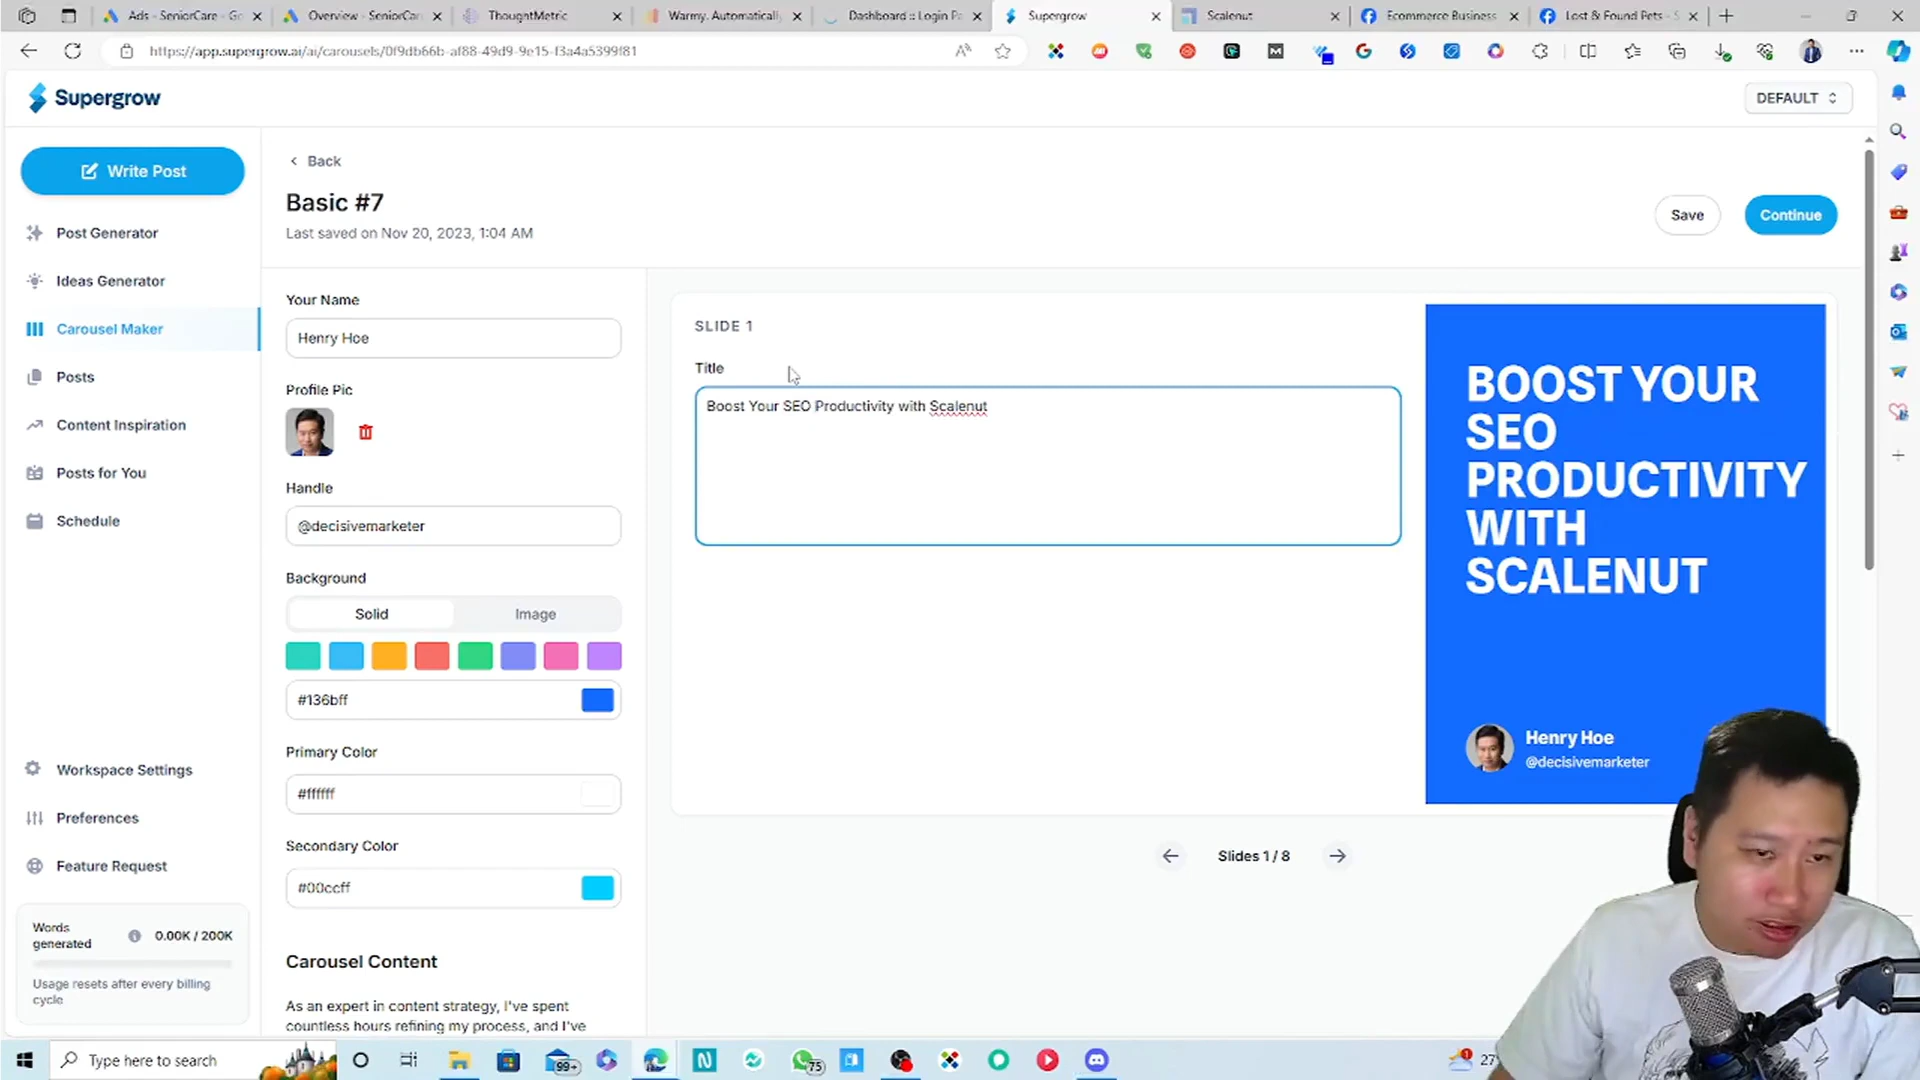 Ads - SeniorCare - Go
Overview - SeniorCar
ThoughtMetric
Warmy. Automaticall
Dashboard :: Login Pa
Supergrow
Scalenut
Ecommerce Business
Lost & Found Pets - S
https://app.supergrow.ai/ai/carousels/0f9db66b-af88-49d9-9e15-f3a4a5399f81
Supergrow
DEFAULT
Write Post
Post Generator
Ideas Generator
Carousel Maker
Posts
Content Inspiration
Posts for You
Schedule
Workspace Settings
Preferences
Feature Request
Words generated
0.00K / 200K
Usage resets after every billing
cycle
Back
Basic #7
Last saved on Nov 20, 2023, 1:04 AM
Save
Continue
Your Name
Henry Hoe
Profile Pic
Handle
@decisivemarketer
Background
Solid
Image
#136bff
Primary Color
#ffffff
Secondary Color
#00ccff
Carousel Content
As an expert in content strategy, I've spent
countless hours refining my process, and I've
SLIDE 1
Title
Boost Your SEO Productivity with Scalenut
BOOST YOUR
SEO
PRODUCTIVITY
WITH
SCALENUT
Henry Hoe
@decisivemarketer
Slides 1 / 8
Type here to search
99+
75
27